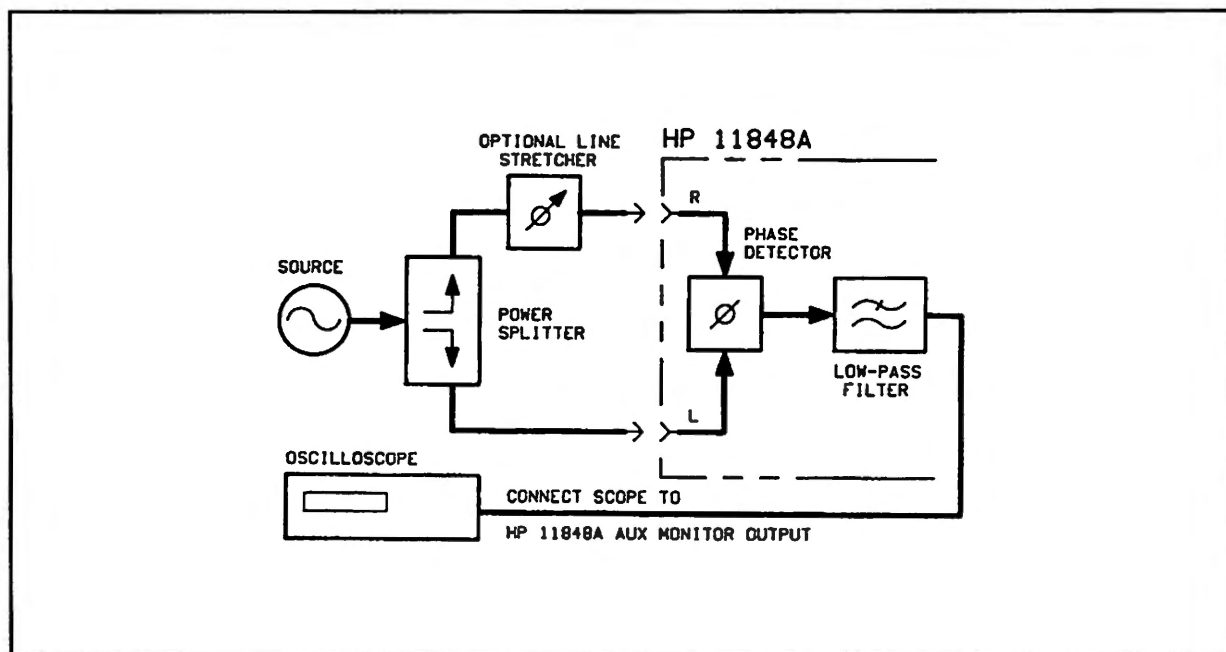 OPTIONAL LINE
STRETCHER
HP 11848A
R
PHASE
DETECTOR
SOURCE
POWER
SPLITTER
LOW-PASS
FILTER
L
OSCILLOSCOPE
CONNECT SCOPE TO
HP 11848A AUX MONITOR OUTPUT